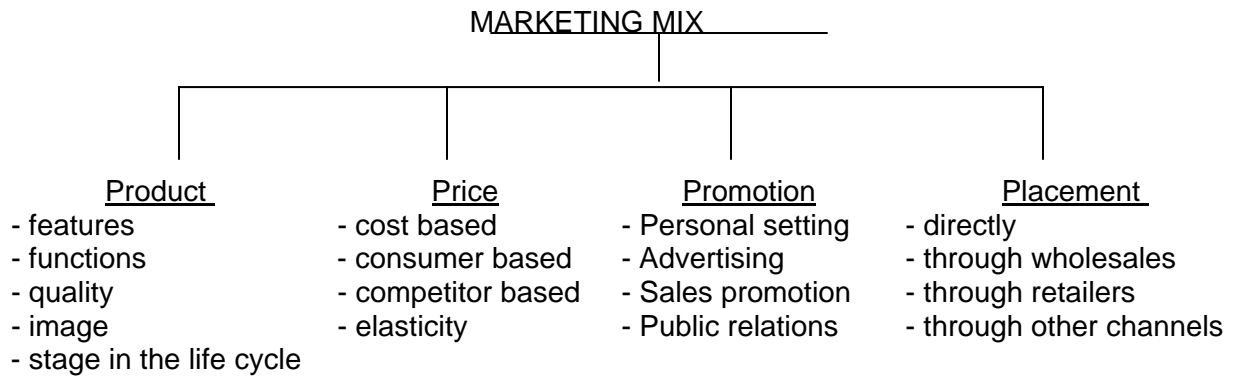 MARKETING MIX
Product
- features
- functions
- quality
- image
- stage in the life cycle
Price
- cost based
- consumer based
- competitor based
- elasticity
Promotion
- Personal setting
- Advertising
- Sales promotion
- Public relations
Placement
- directly
- through wholesales
- through retailers
- through other channels